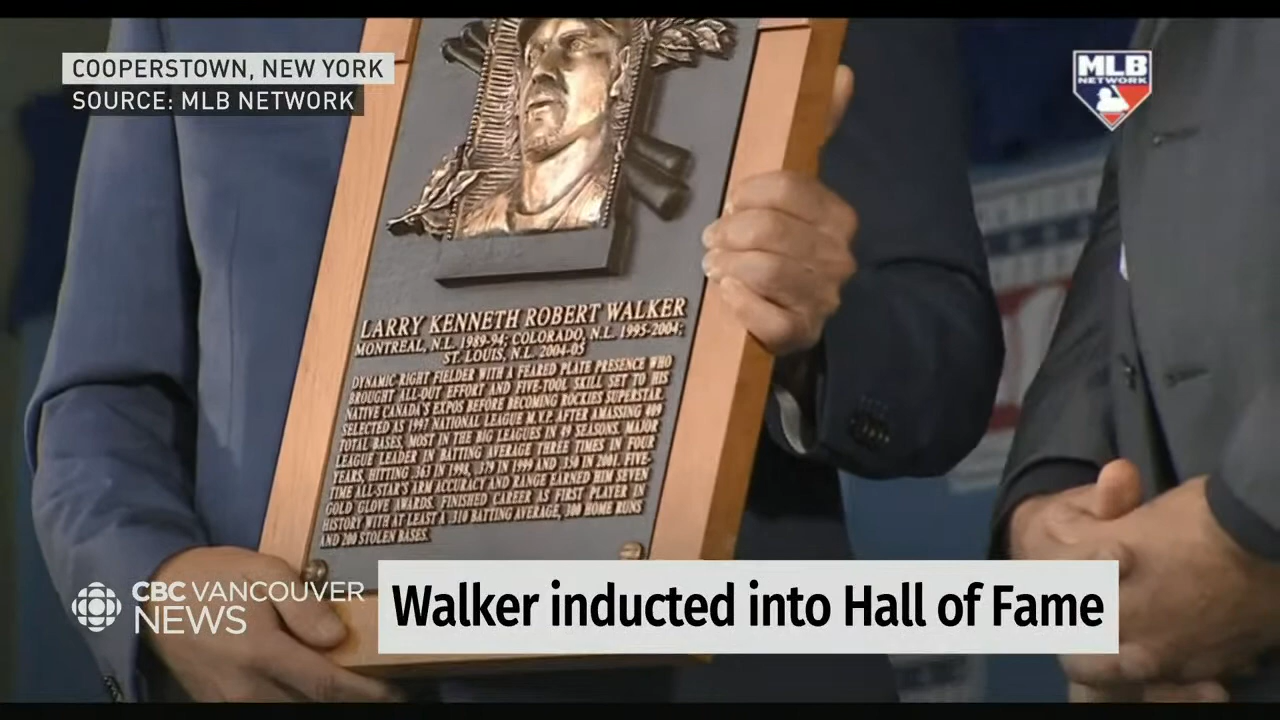 COOPERSTOWN, NEW YORK
SOURCE: MLB NETWORK
MLB
NETWORK
LARRY KENNETH ROBERT WALKER
MONTREAL, N.L. 1989-94; COLORADO, N.L. 1995-2004;
ST. LOUIS, N.L. 2004-05
DYNAMIC RIGHT FIELDER WITH A FEARED PLATE PRESENCE WHO
BROUGHT ALL-OUT EFFORT AND FIVE-TOOL SKILL SET TO HIS
NATIVE CANADA'S EXPOS BEFORE BECOMING ROCKIES SUPERSTAR.
SELECTED AS 1997 NATIONAL LEAGUE M.V.P. AFTER AMASSING 409
TOTAL BASES, MOST IN THE BIG LEAGUES IN 49 SEASONS. MAJOR
LEAGUE LEADER IN BATTING AVERAGE THREE TIMES IN FOUR
YEARS, HITTING .363 IN 1998, .379 IN 1999 AND .350 IN 2001. FIVE-
TIME ALL-STAR'S ARM ACCURACY AND RANGE EARNED HIM SEVEN
GOLD GLOVE AWARDS. FINISHED CAREER AS FIRST PLAYER IN
HISTORY WITH AT LEAST A .310 BATTING AVERAGE, 300 HOME RUNS
AND 200 STOLEN BASES.
CBC VANCOUVER
NEWS
Walker inducted into Hall of Fame